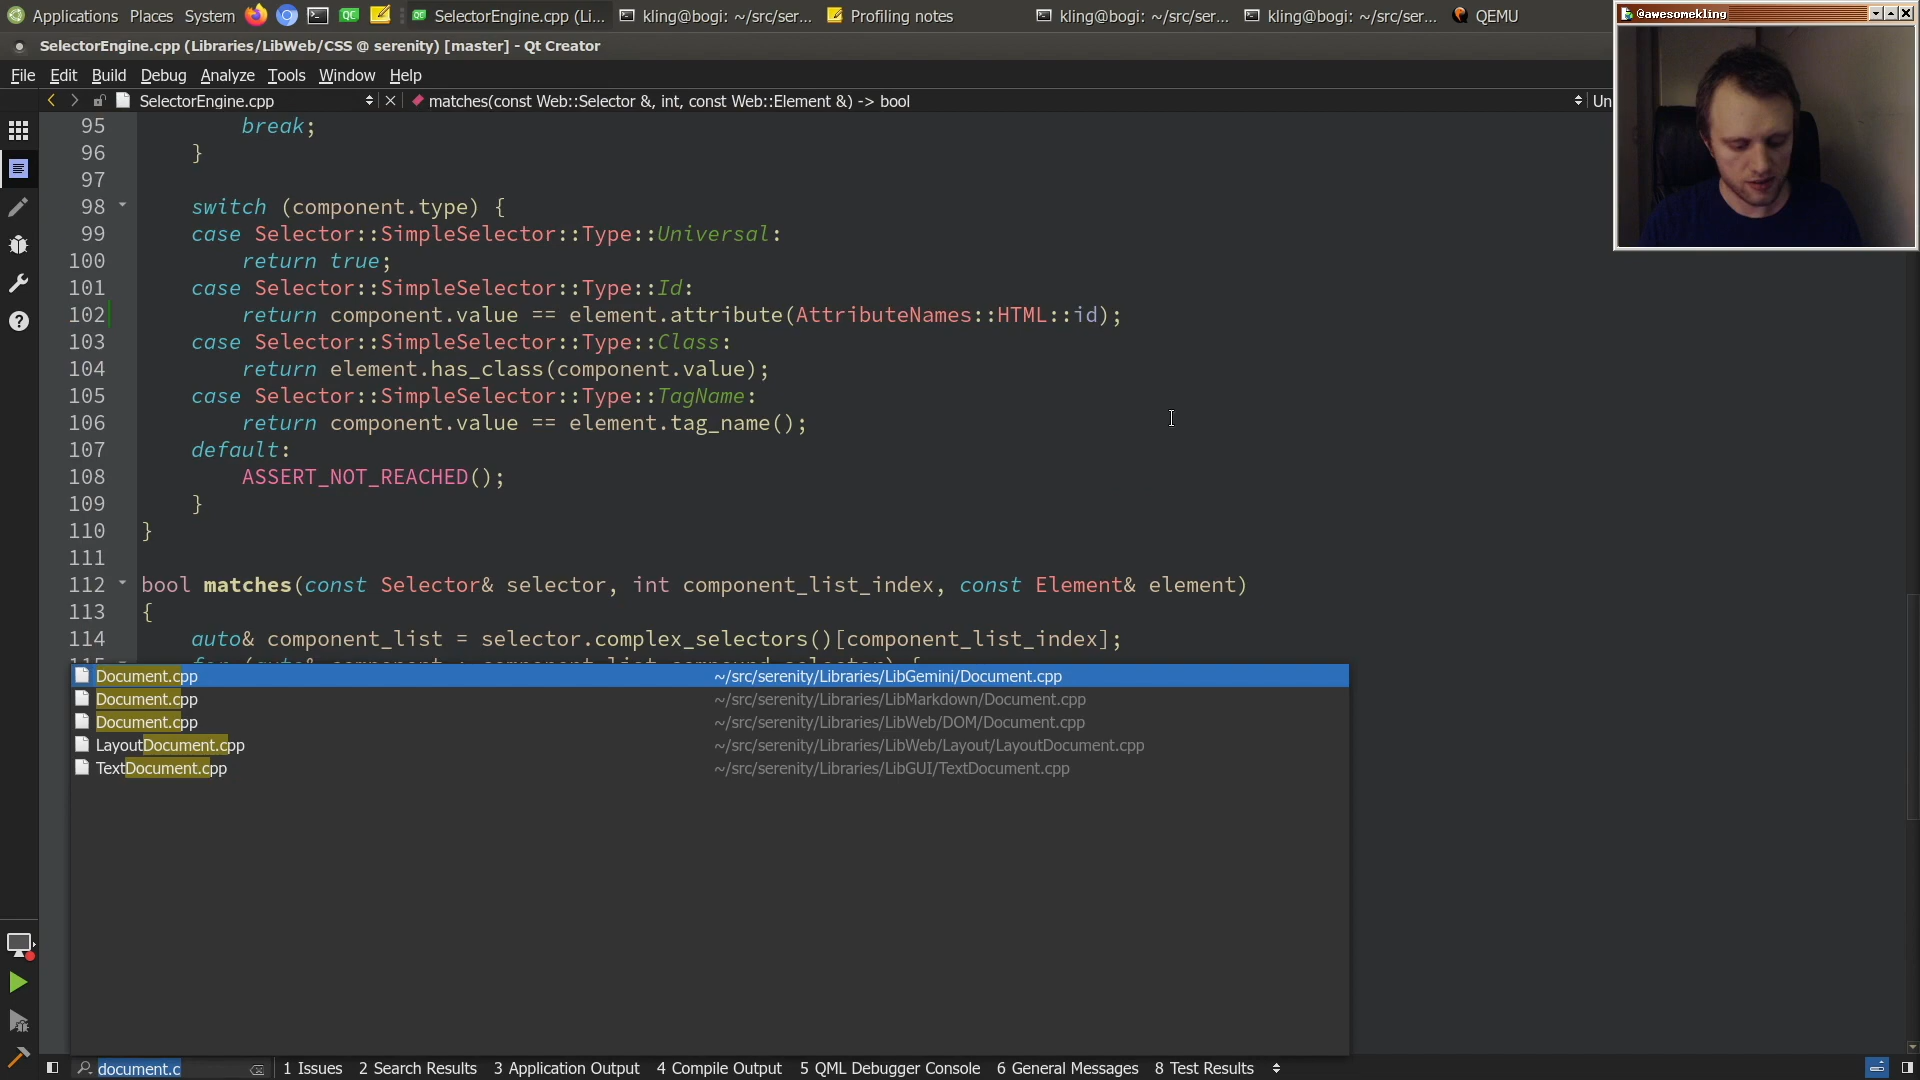 Applications Places System SelectorEngine.cpp (Li... kling@bogi: ~/src/ser... Profiling notes kling@bogi: ~/src/ser... kling@bogi: ~/src/ser... QEMU
@awesomekling
SelectorEngine.cpp (Libraries/LibWeb/CSS @ serenity) [master] - Qt Creator
File Edit Build Debug Analyze Tools Window Help
SelectorEngine.cpp matches(const Web::Selector &, int, const Web::Element &) -> bool Un
95 break;
96 }
97
98 switch (component.type) {
99 case Selector::SimpleSelector::Type::Universal:
100 return true;
101 case Selector::SimpleSelector::Type::Id:
102 return component.value == element.attribute(AttributeNames::HTML::id);
103 case Selector::SimpleSelector::Type::Class:
104 return element.has_class(component.value);
105 case Selector::SimpleSelector::Type::TagName:
106 return component.value == element.tag_name();
107 default:
108 ASSERT_NOT_REACHED();
109 }
110 }
111
112 bool matches(const Selector& selector, int component_list_index, const Element& element)
113 {
114 auto& component_list = selector.complex_selectors()[component_list_index];
Document.cpp ~/src/serenity/Libraries/LibGemini/Document.cpp
Document.cpp ~/src/serenity/Libraries/LibMarkdown/Document.cpp
Document.cpp ~/src/serenity/Libraries/LibWeb/DOM/Document.cpp
LayoutDocument.cpp ~/src/serenity/Libraries/LibWeb/Layout/LayoutDocument.cpp
TextDocument.cpp ~/src/serenity/Libraries/LibGUI/TextDocument.cpp
document.c 1 Issues 2 Search Results 3 Application Output 4 Compile Output 5 QML Debugger Console 6 General Messages 8 Test Results